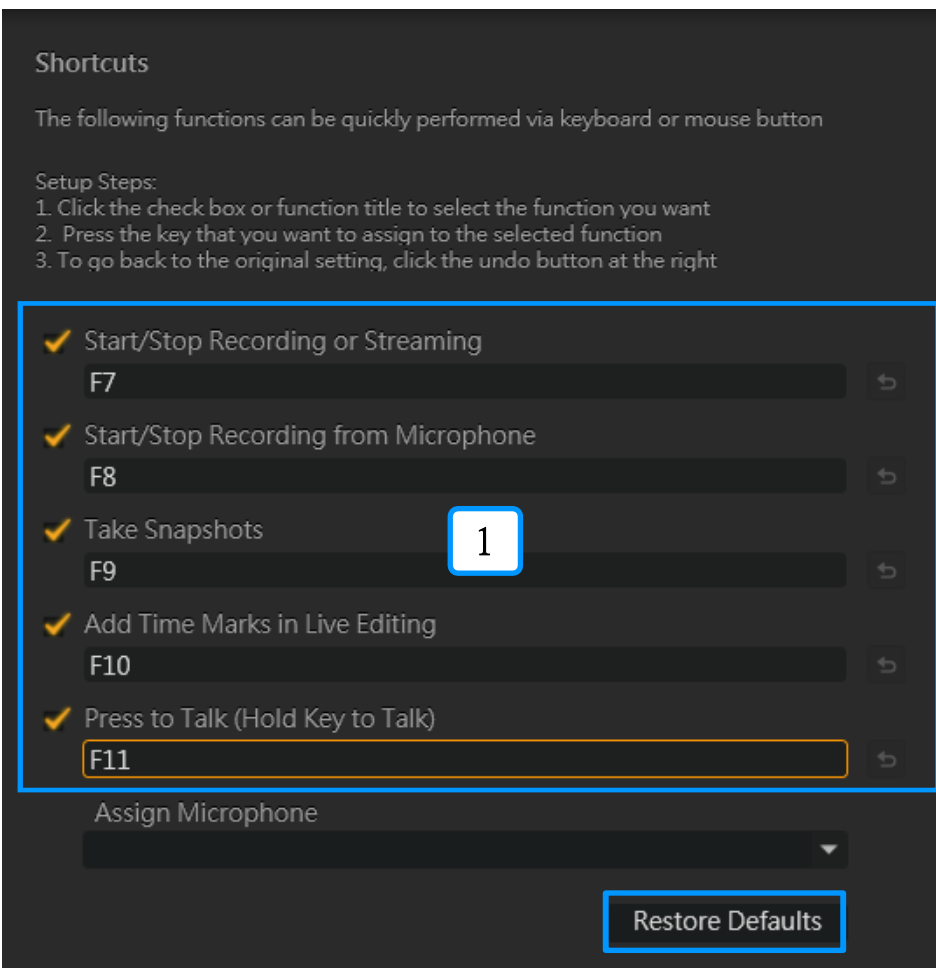 Shortcuts
The following functions can be quickly performed via keyboard or mouse button
Setup Steps:
1. Click the check box or function title to select the function you want
2. Press the key that you want to assign to the selected function
3. To go back to the original setting, click the undo button at the right
Start/Stop Recording or Streaming
F7
Start/Stop Recording from Microphone
F8
Take Snapshots
1
F9
Add Time Marks in Live Editing
F10
Press to Talk (Hold Key to Talk)
F11
Assign Microphone
Restore Defaults